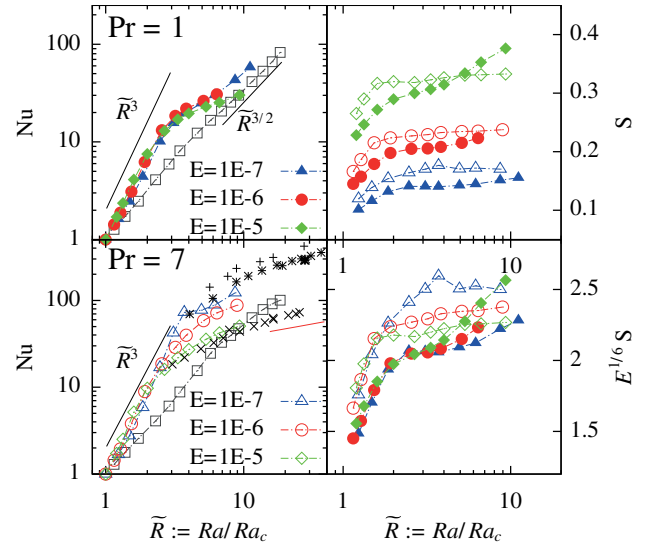 Pr = 1
100
10
1
Nu
R̃³
R̃^{3/2}
E=1E-7
E=1E-6
E=1E-5
0.4
0.3
0.2
0.1
S
Pr = 7
100
10
1
Nu
R̃³
E=1E-7
E=1E-6
E=1E-5
1 10
R̃ := Ra/Ra_c
1 10
2.5
2
1.5
E^{1/6} S
1 10
R̃ := Ra/Ra_c